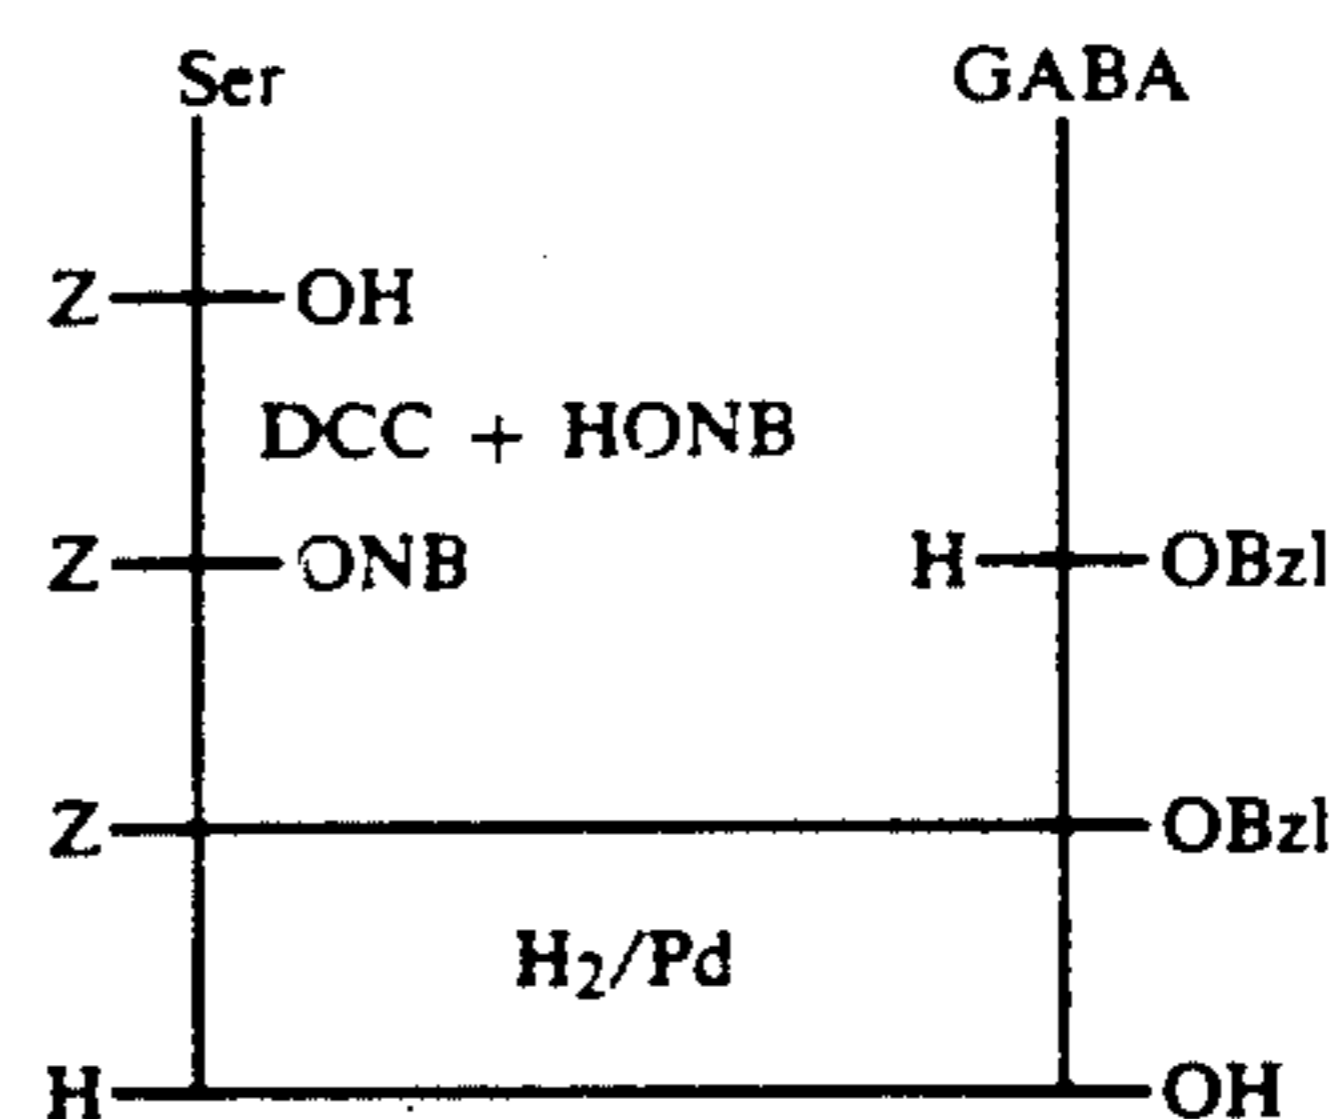 Ser GABA
Z OH
DCC + HONB
Z ONB H OBzl
Z OBzl
H₂/Pd
H OH